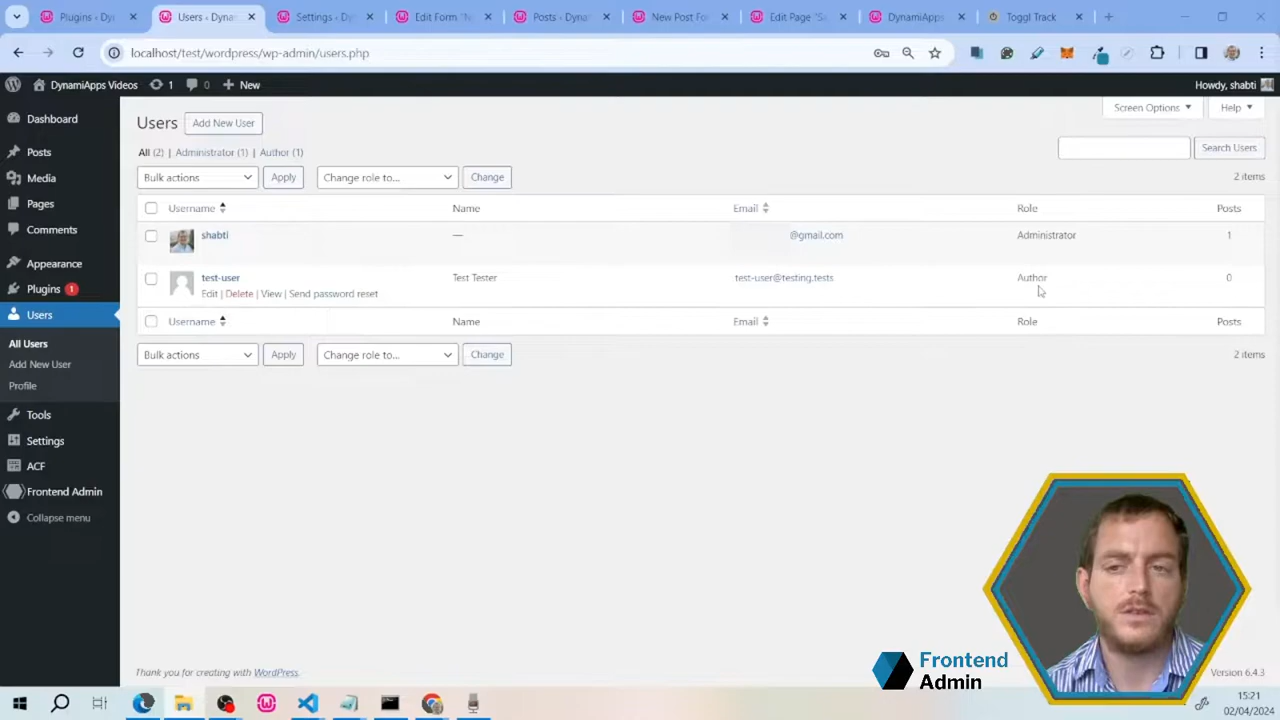 Plugins ‹ Dy
Users ‹ Dyna
Settings ‹ Dy
Edit Form "N
Posts ‹ Dynam
New Post For
Edit Page "Sa
DynamiApps
Toggl Track
localhost/test/wordpress/wp-admin/users.php
DynamiApps Videos 1 0 New
Howdy, shabti
Screen Options Help
Dashboard
Posts
Media
Pages
Comments
Appearance
Plugins 1
Users
All Users
Add New User
Profile
Tools
Settings
ACF
Frontend Admin
Collapse menu
Users Add New User
All (2) | Administrator (1) | Author (1)
Search Users
Bulk actions Apply Change role to... Change
2 items
Username Name Email Role Posts
shabti — @gmail.com Administrator 1
test-user Test Tester test-user@testing.tests Author 0
Edit | Delete | View | Send password reset
Username Name Email Role Posts
Bulk actions Apply Change role to... Change
2 items
Thank you for creating with WordPress.
Version 6.4.3
Frontend
Admin
15:21
02/04/2024